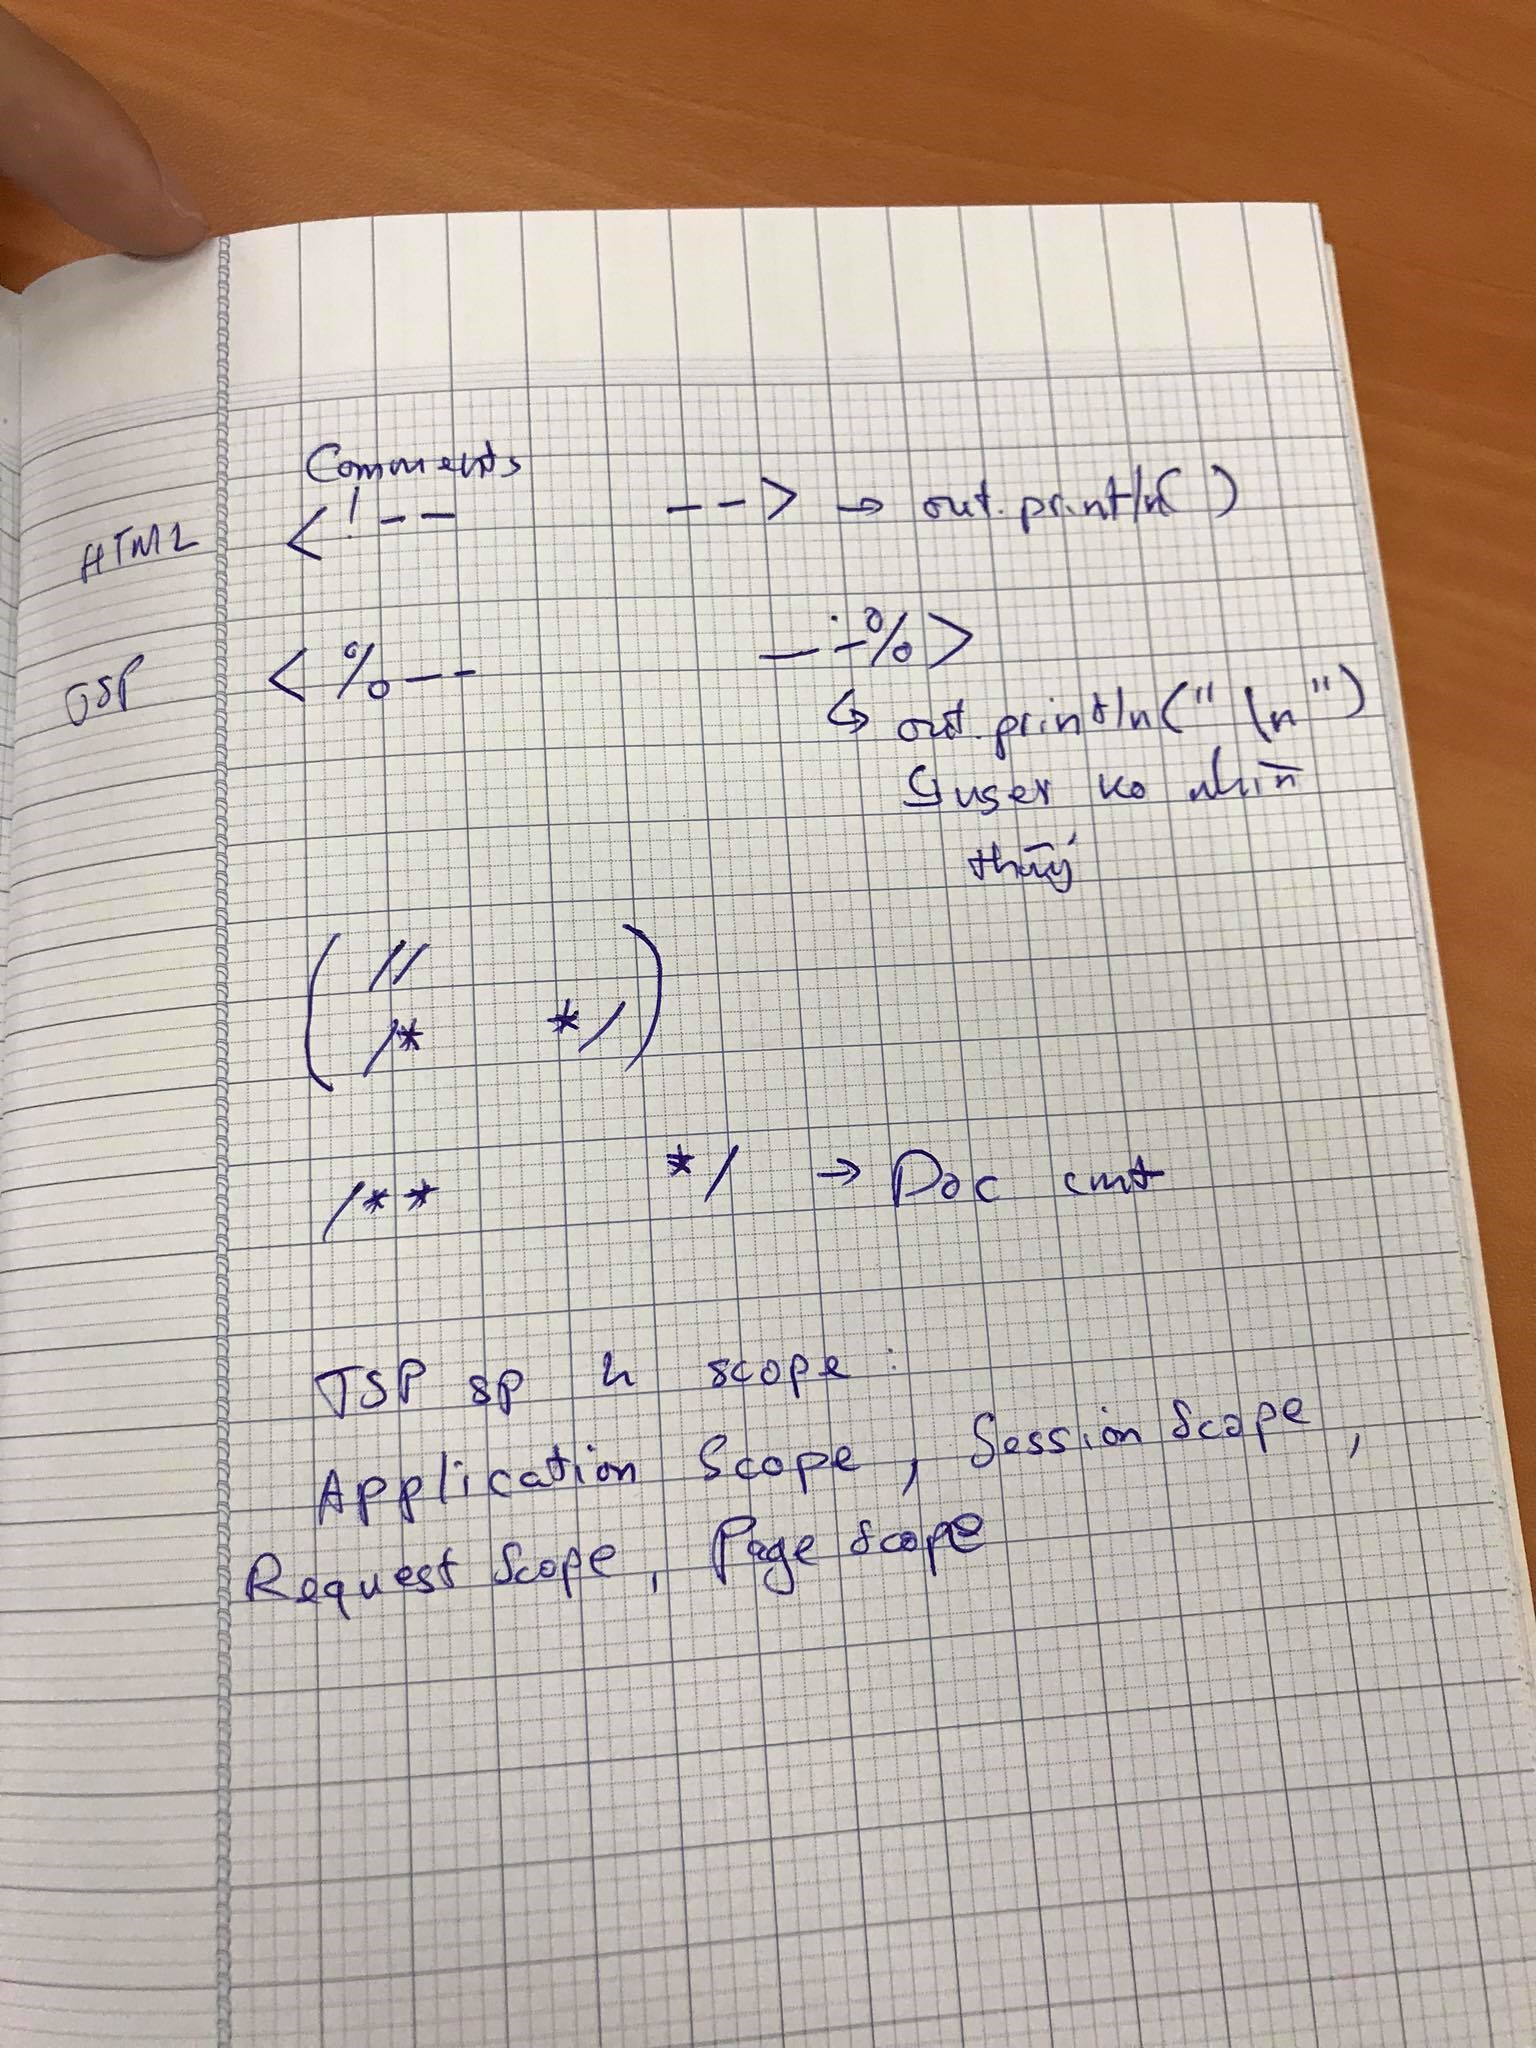 Comments
HTML <!-- --> → out.println( )
JSP <%-- --%>
↳ out.println("\n")
↳ user ko nhìn
thấy
( //
/* */ )
/** */ → Doc cmt
JSP sp 4 scope :
Application Scope , Session Scope ,
Request Scope , Page Scope